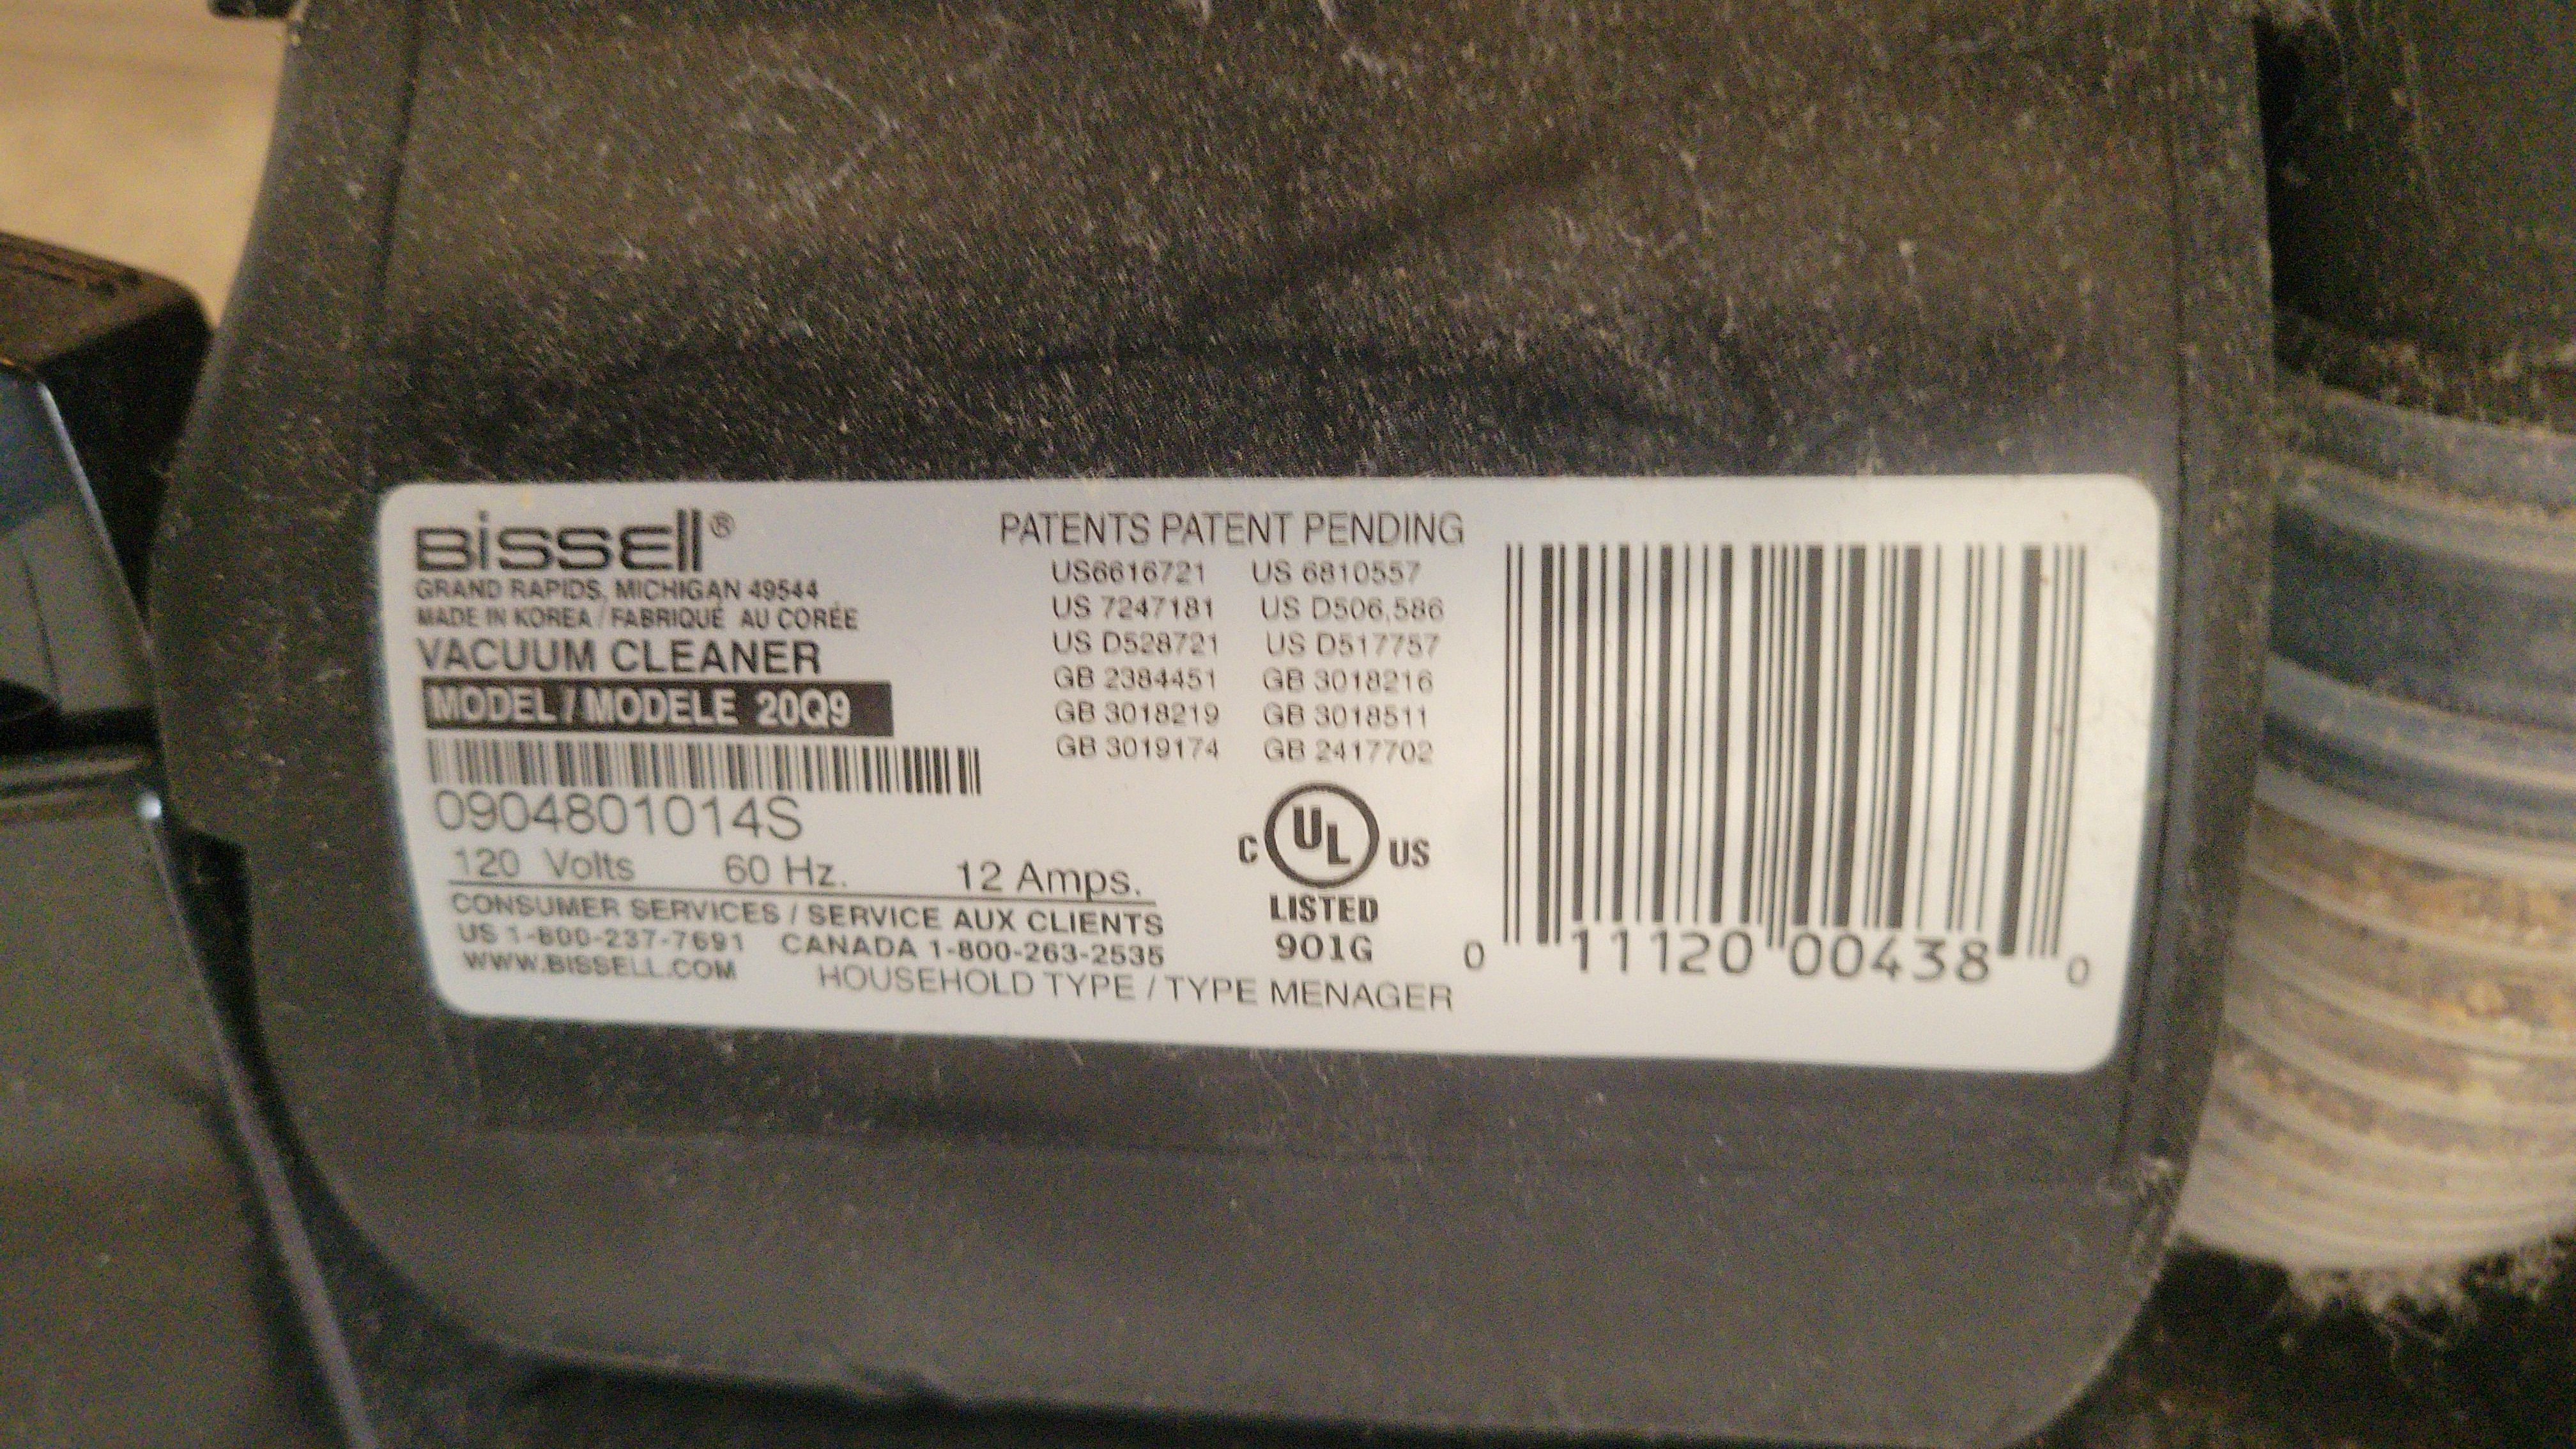 BISSELL®
GRAND RAPIDS, MICHIGAN 49544
MADE IN KOREA / FABRIQUÉ AU CORÉE
VACUUM CLEANER
MODEL / MODELE 20Q9
0904801014S
120 Volts 60 Hz. 12 Amps.
CONSUMER SERVICES / SERVICE AUX CLIENTS
US 1-800-237-7691 CANADA 1-800-263-2535
WWW.BISSELL.COM
HOUSEHOLD TYPE / TYPE MENAGER
PATENTS PATENT PENDING
US6616721 US 6810557
US 7247181 US D506,586
US D528721 US D517757
GB 2384451 GB 3018216
GB 3018219 GB 3018511
GB 3019174 GB 2417702
C UL US
LISTED
901G
0 11120 00438 0